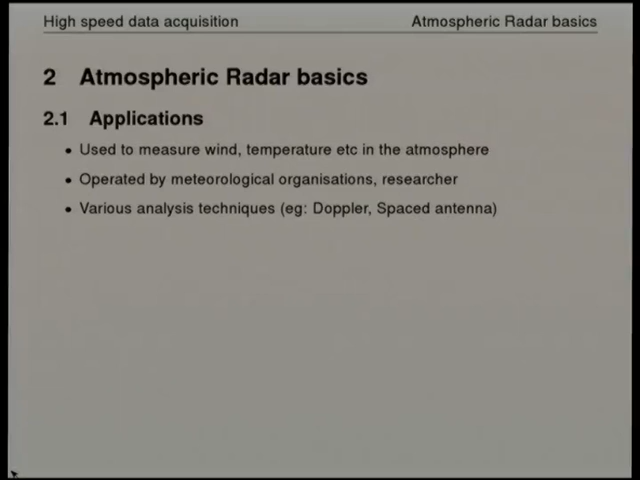 High speed data acquisition Atmospheric Radar basics
2 Atmospheric Radar basics
2.1 Applications
• Used to measure wind, temperature etc in the atmosphere
• Operated by meteorological organisations, researcher
• Various analysis techniques (eg: Doppler, Spaced antenna)